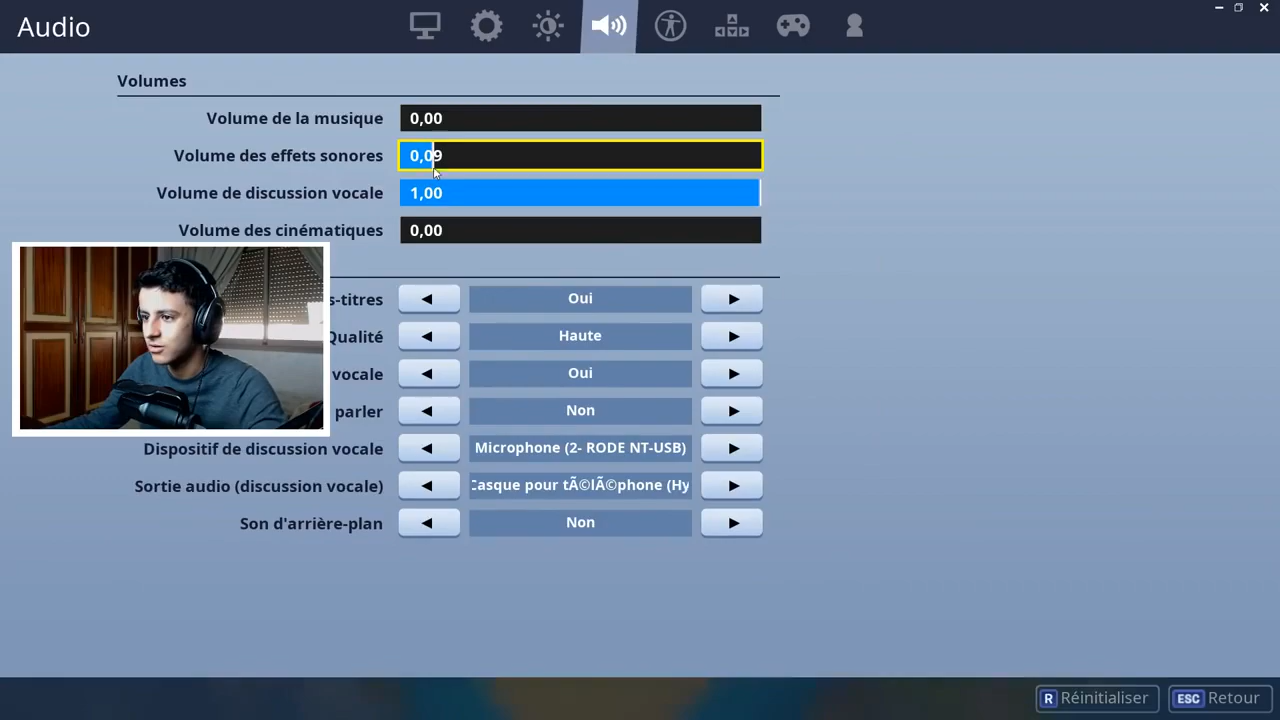 Audio
Volumes
Volume de la musique 0,00
Volume des effets sonores 0,09
Volume de discussion vocale 1,00
Volume des cinématiques 0,00
s-titres Oui
Qualité Haute
vocale Oui
parler Non
Dispositif de discussion vocale Microphone (2- RODE NT-USB)
Sortie audio (discussion vocale) Casque pour tÃ©lÃ©phone (Hy
Son d'arrière-plan Non
R Réinitialiser ESC Retour